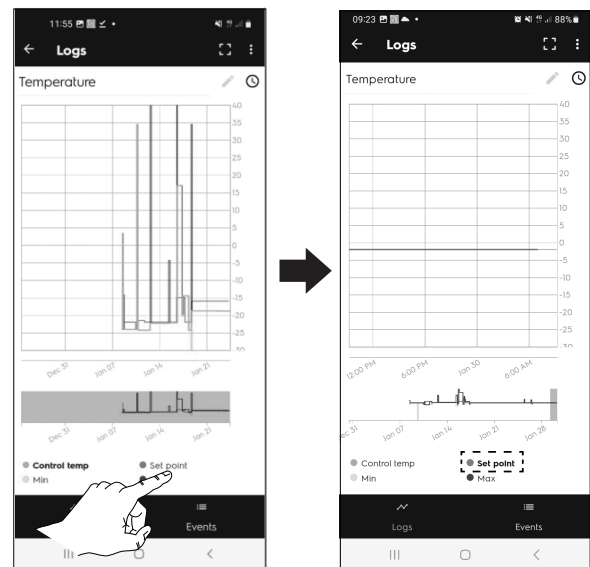 11:55
Logs
Temperature
40
35
30
25
20
15
10
5
0
-5
-10
-15
-20
-25
-30
Dec 31 Jan 07 Jan 14 Jan 21
Dec 31 Jan 07 Jan 14 Jan 21
Control temp Set point
Min
Events
09:23 88%
Logs
Temperature
40
35
30
25
20
15
10
5
0
-5
-10
-15
-20
-25
-30
12:00 PM 6:00 PM Jan 30 6:00 AM
Jan 07 Jan 14 Jan 21 Jan 28
Control temp Set point
Min Max
Logs Events